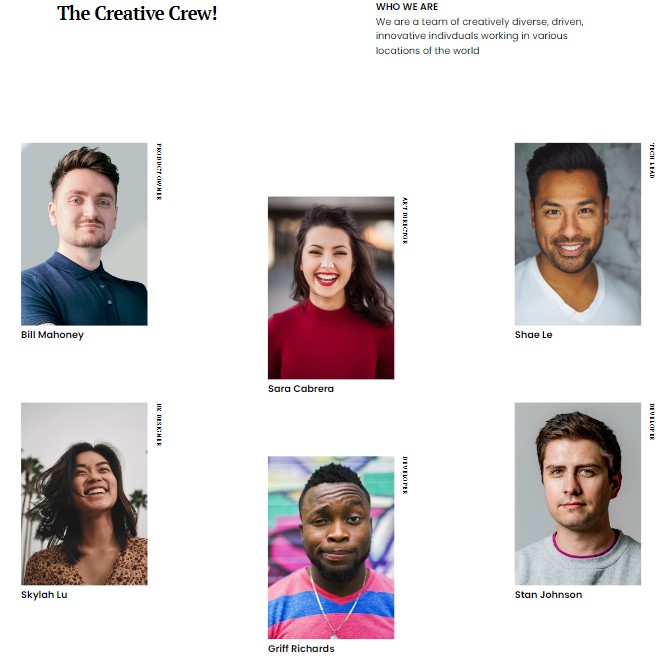 The Creative Crew!
WHO WE ARE
We are a team of creatively diverse, driven,
innovative indivduals working in various
locations of the world
PRODUCT OWNER
Bill Mahoney
ART DIRECTOR
Sara Cabrera
TECH LEAD
Shae Le
UX DESIGNER
Skylah Lu
DEVELOPER
Griff Richards
DEVELOPER
Stan Johnson